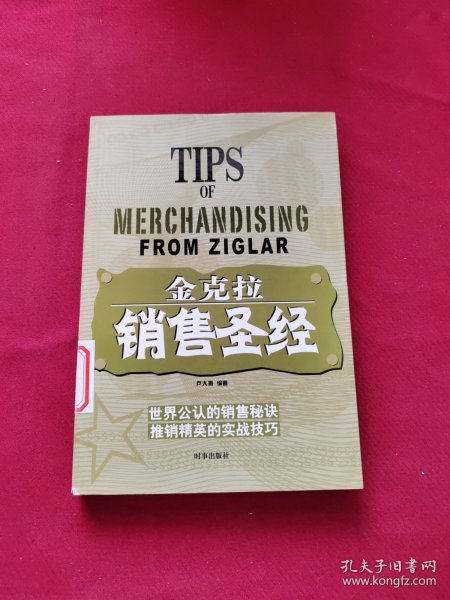 TIPS
OF
MERCHANDISING
FROM ZIGLAR
金克拉
销售圣经
编著
世界公认的销售秘诀
推销精英的实战技巧
时事出版社
孔夫子旧书网
www.kongfz.com